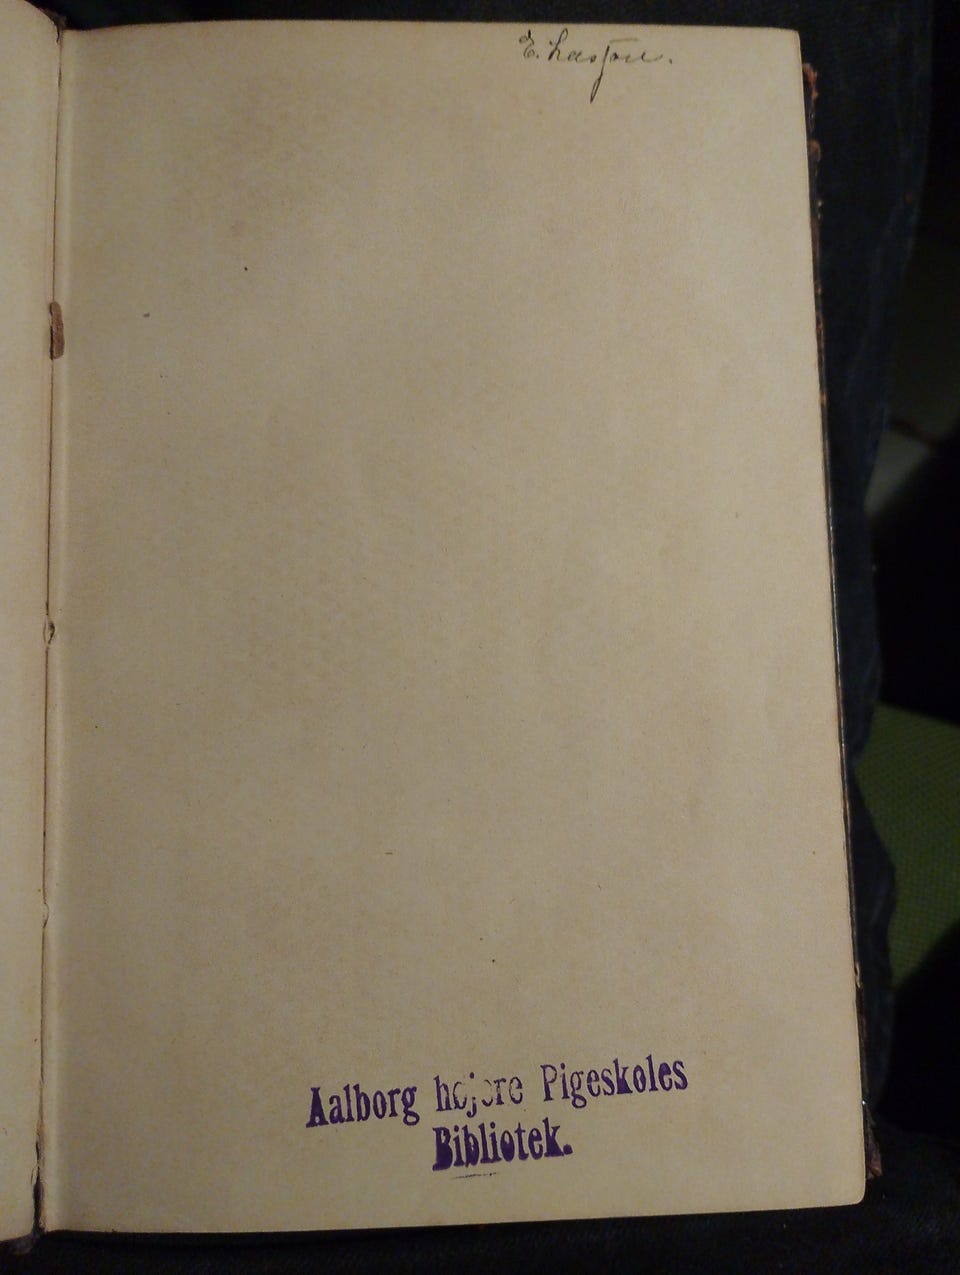 E.
Aalborg højere Pigeskoles
Bibliotek.